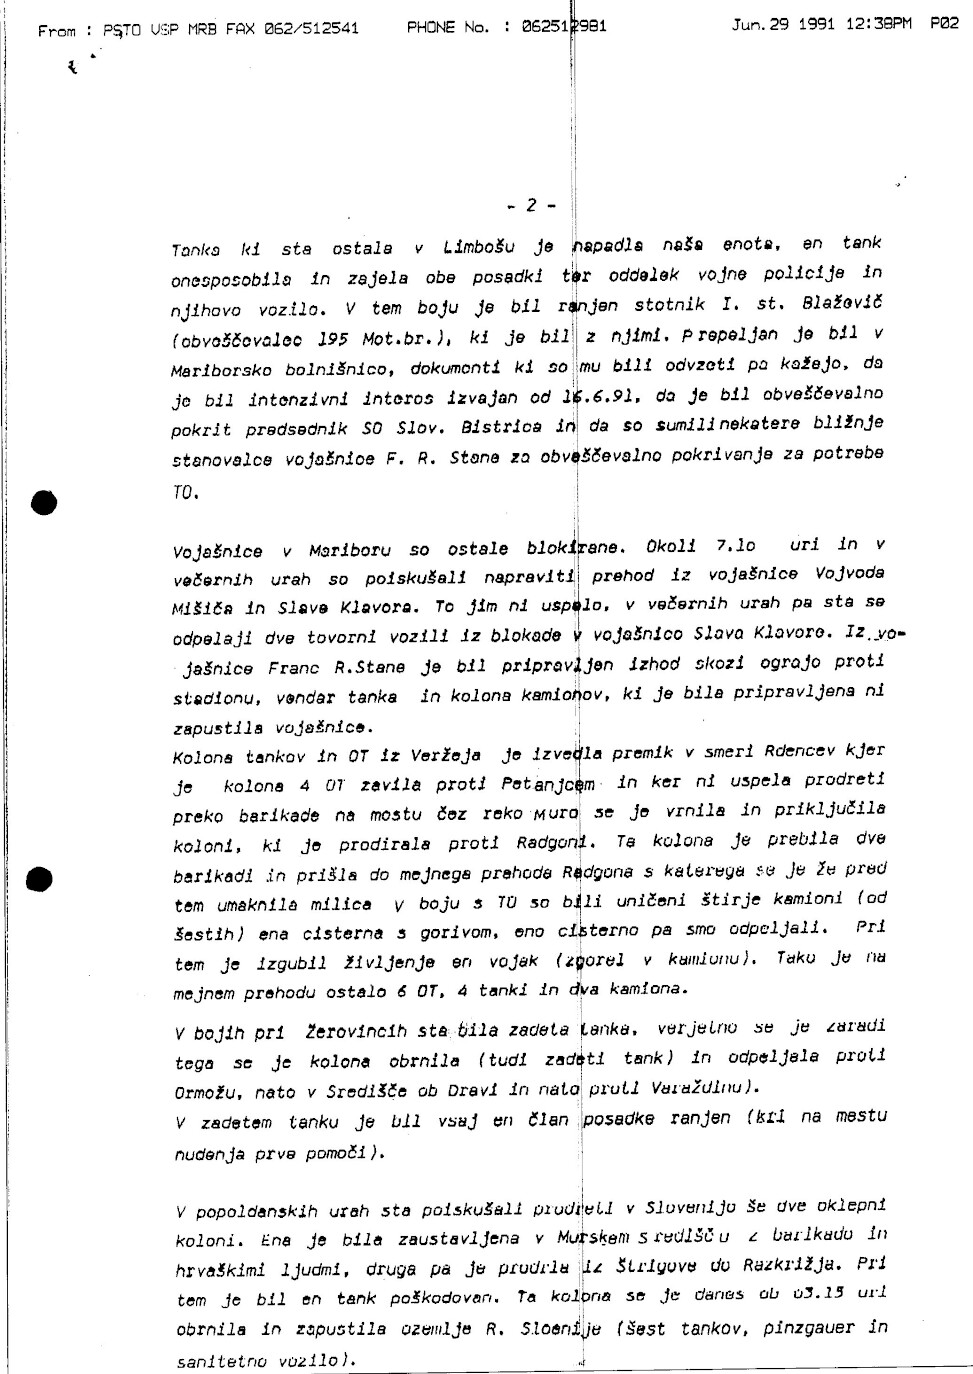 From : PSTO VSP MRB FAX 062/512541 PHONE No. : 062512981 Jun.29 1991 12:38PM P02
- 2 -
Tanka ki sta ostala v Limbošu je napadla naša enota, en tank
onesposobila in zajela obe posadki ter oddelek vojne policije in
njihovo vozilo. V tem boju je bil ranjen stotnik I. st. Blaževič
(obveščevalec 195 Mot.br.), ki je bil z njimi. Prepeljan je bil v
Mariborsko bolnišnico, dokumenti ki so mu bili odvzeti pa kažejo, da
je bil intenzivni interes izvajan od 16.6.91, da je bil obveščevalno
pokrit predsednik SO Slov. Bistrica in da so sumili nekatere bližnje
stanovalce vojašnice F. R. Stane za obveščevalno pokrivanje za potrebe
TO.
Vojašnice v Mariboru so ostale blokirane. Okoli 7.lo uri in v
večernih urah so poiskušali napraviti prehod iz vojašnice Vojvoda
Mišiča in Slave Klavora. To jim ni uspelo, v večernih urah pa sta se
odpelaji dve tovorni vozili iz blokade v vojašnico Slava Klavore. Iz vo-
jašnice Franc R.Stane je bil pripravljen izhod skozi ograjo proti
stadionu, vendar tanka in kolona kamionov, ki je bila pripravljena ni
zapustila vojašnice.
Kolona tankov in OT iz Veržeja je izvedla premik v smeri Rdencev kjer
je kolona 4 OT zavila proti Petanjcem in ker ni uspela prodreti
preko barikade na mostu čez reko Muro se je vrnila in priključila
koloni, ki je prodirala proti Radgoni. Ta kolona je prebila dve
barikadi in prišla do mejnega prehoda Radgona s katerega se je že pred
tem umaknila milica v boju s TO so bili uničeni štirje kamioni (od
šestih) ena cisterna s gorivom, eno cisterno pa smo odpeljali. Pri
tem je izgubil življenje en vojak (zgorel v kamionu). Tako je na
mejnem prehodu ostalo 6 OT, 4 tanki in dva kamiona.
V bojih pri Žerovincih sta bila zadeta tanka, verjetno se je zaradi
tega se je kolona obrnila (tudi zadeti tank) in odpeljala proti
Ormožu, nato v Središče ob Dravi in nato proti Varaždinu).
V zadetem tanku je bil vsaj en član posadke ranjen (kri na mestu
nudenja prve pomoči).
V popoldanskih urah sta poiskušali prodreti v Slovenijo še dve oklepni
koloni. Ena je bila zaustavljena v Murskem Središču z barikado in
hrvaškimi ljudmi, druga pa je prodrla iz Štrigove do Razkrižja. Pri
tem je bil en tank poškodovan. Ta kolona se je danes ob 03.15 uri
obrnila in zapustila ozemlje R. Sloenije (šest tankov, pinzgauer in
sanitetno vozilo).